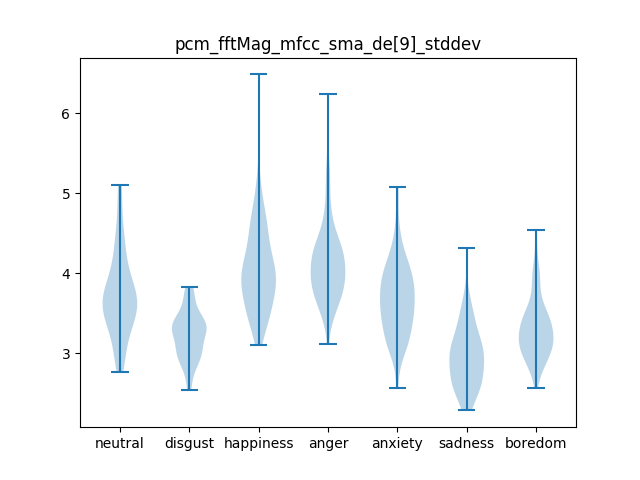 pcm_fftMag_mfcc_sma_de[9]_stddev
6
5
4
3
neutral disgust happiness anger anxiety sadness boredom